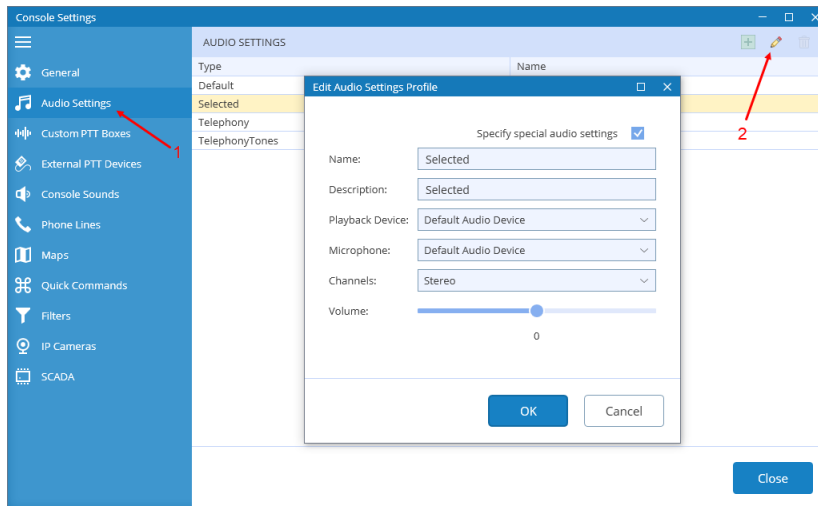 Console Settings
AUDIO SETTINGS
General
Audio Settings
Custom PTT Boxes
External PTT Devices
Console Sounds
Phone Lines
Maps
Quick Commands
Filters
IP Cameras
SCADA
1
2
Type Name
Default
Selected
Telephony
TelephonyTones
Edit Audio Settings Profile
Specify special audio settings
Name: Selected
Description: Selected
Playback Device: Default Audio Device
Microphone: Default Audio Device
Channels: Stereo
Volume:
0
OK Cancel
Close